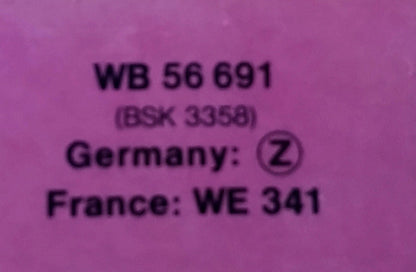 WB 56 691
(BSK 3358)
Germany: Ⓩ
France: WE 341